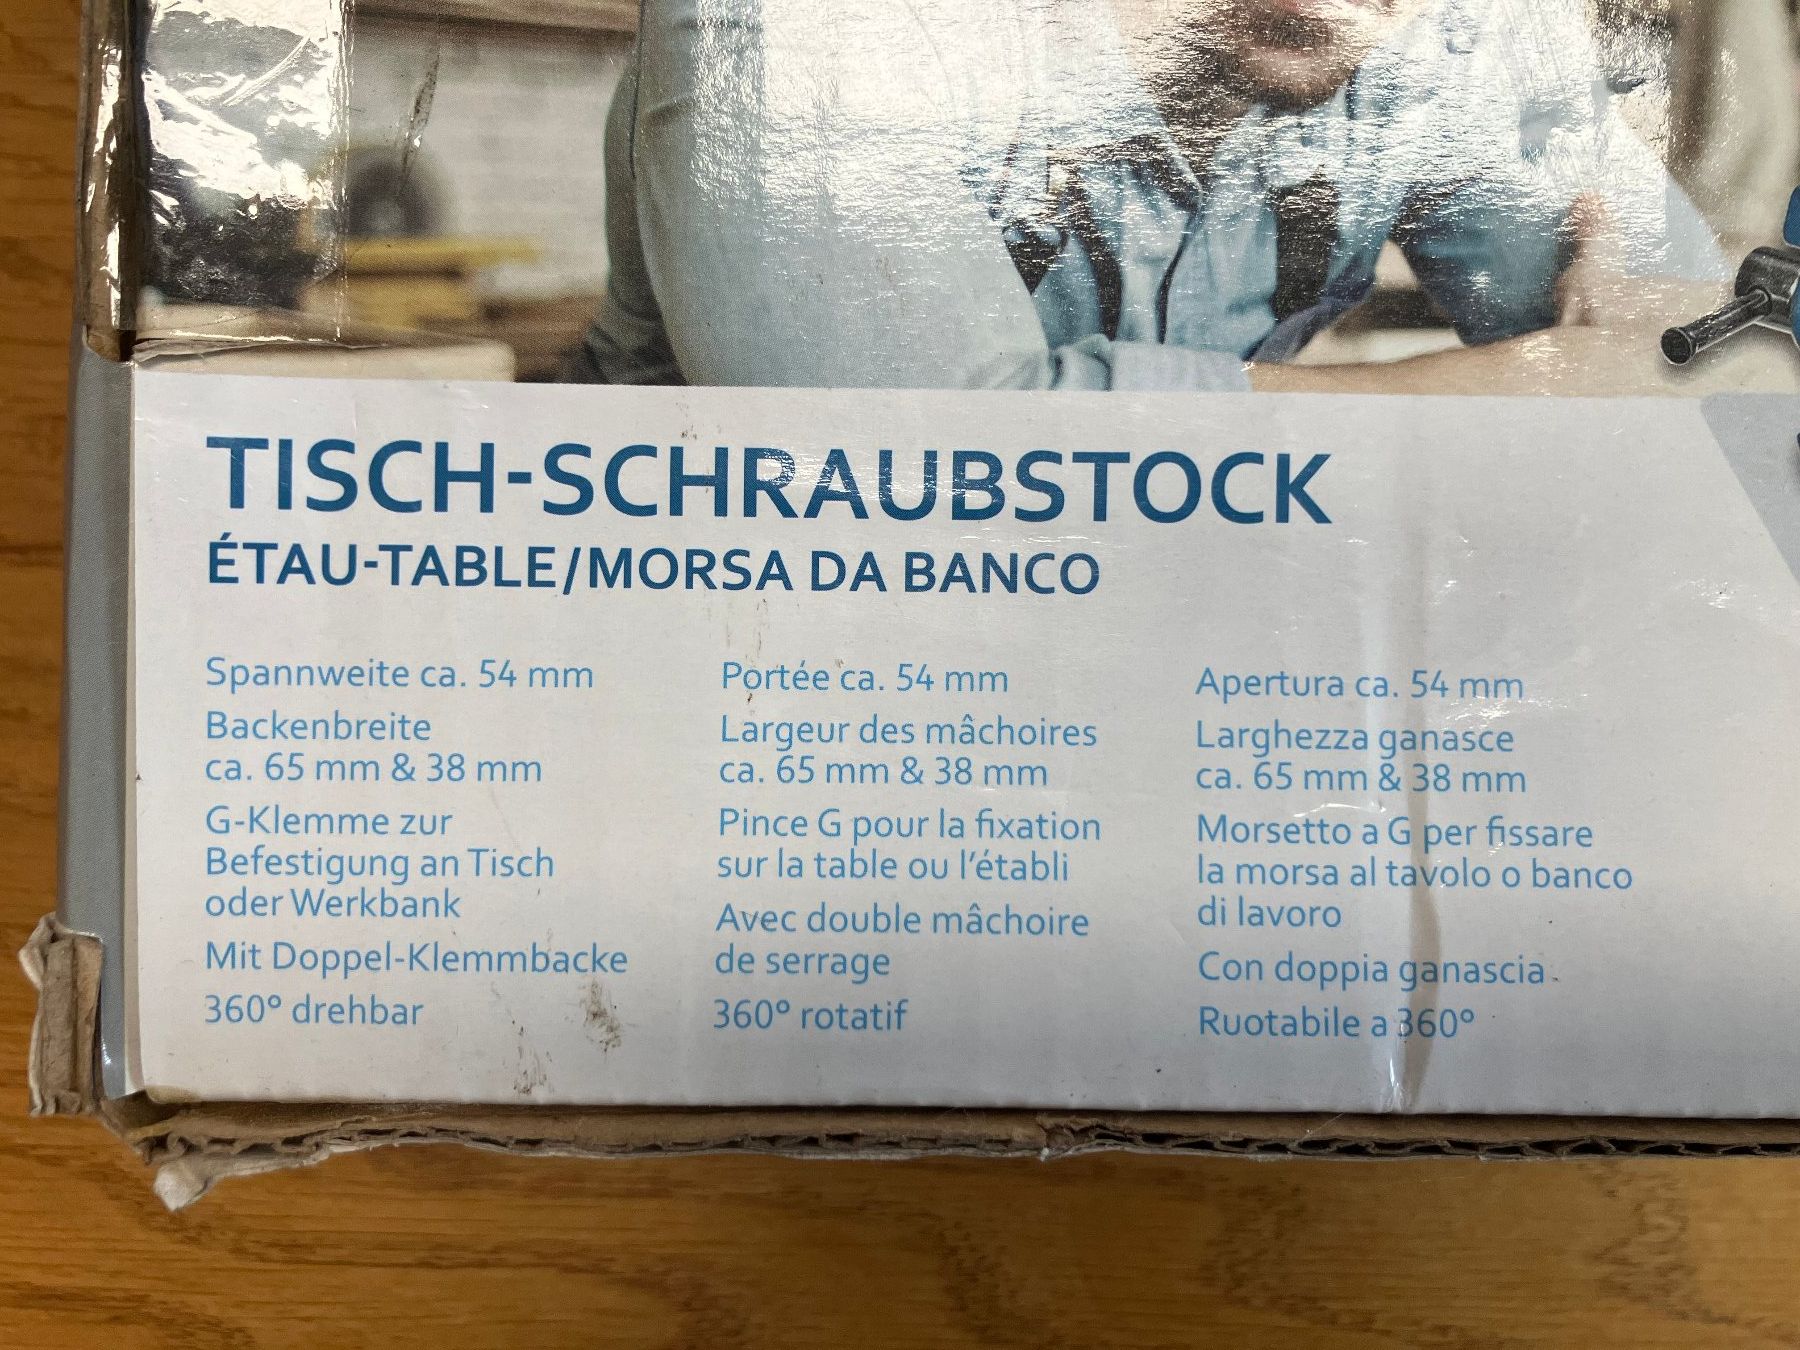 TISCH-SCHRAUBSTOCK
ÉTAU-TABLE/MORSA DA BANCO
Spannweite ca. 54 mm
Backenbreite
ca. 65 mm & 38 mm
G-Klemme zur
Befestigung an Tisch
oder Werkbank
Mit Doppel-Klemmbacke
360° drehbar
Portée ca. 54 mm
Largeur des mâchoires
ca. 65 mm & 38 mm
Pince G pour la fixation
sur la table ou l'établi
Avec double mâchoire
de serrage
360° rotatif
Apertura ca. 54 mm
Larghezza ganasce
ca. 65 mm & 38 mm
Morsetto a G per fissare
la morsa al tavolo o banco
di lavoro
Con doppia ganascia
Ruotabile a 360°